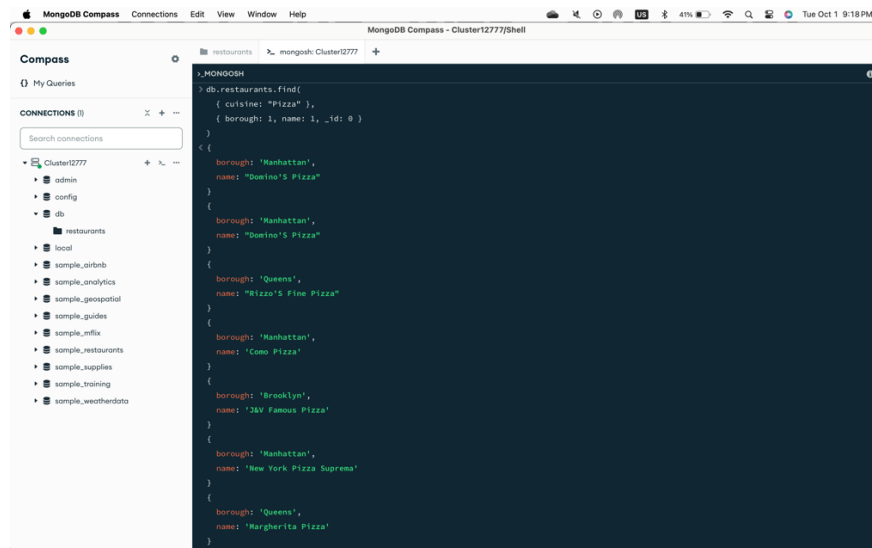 MongoDB Compass Connections Edit View Window Help
US 41% Tue Oct 1 9:18 PM
MongoDB Compass - Cluster12777/Shell
Compass
{} My Queries
CONNECTIONS (1)
Search connections
Cluster12777
admin
config
db
restaurants
local
sample_airbnb
sample_analytics
sample_geospatial
sample_guides
sample_mflix
sample_restaurants
sample_supplies
sample_training
sample_weatherdata
restaurants >_ mongosh: Cluster12777 +
>_MONGOSH
> db.restaurants.find(
{ cuisine: "Pizza" },
{ borough: 1, name: 1, _id: 0 }
)
< {
borough: 'Manhattan',
name: "Domino'S Pizza"
}
{
borough: 'Manhattan',
name: "Domino'S Pizza"
}
{
borough: 'Queens',
name: "Rizzo'S Fine Pizza"
}
{
borough: 'Manhattan',
name: 'Como Pizza'
}
{
borough: 'Brooklyn',
name: 'J&V Famous Pizza'
}
{
borough: 'Manhattan',
name: 'New York Pizza Suprema'
}
{
borough: 'Queens',
name: 'Margherita Pizza'
}